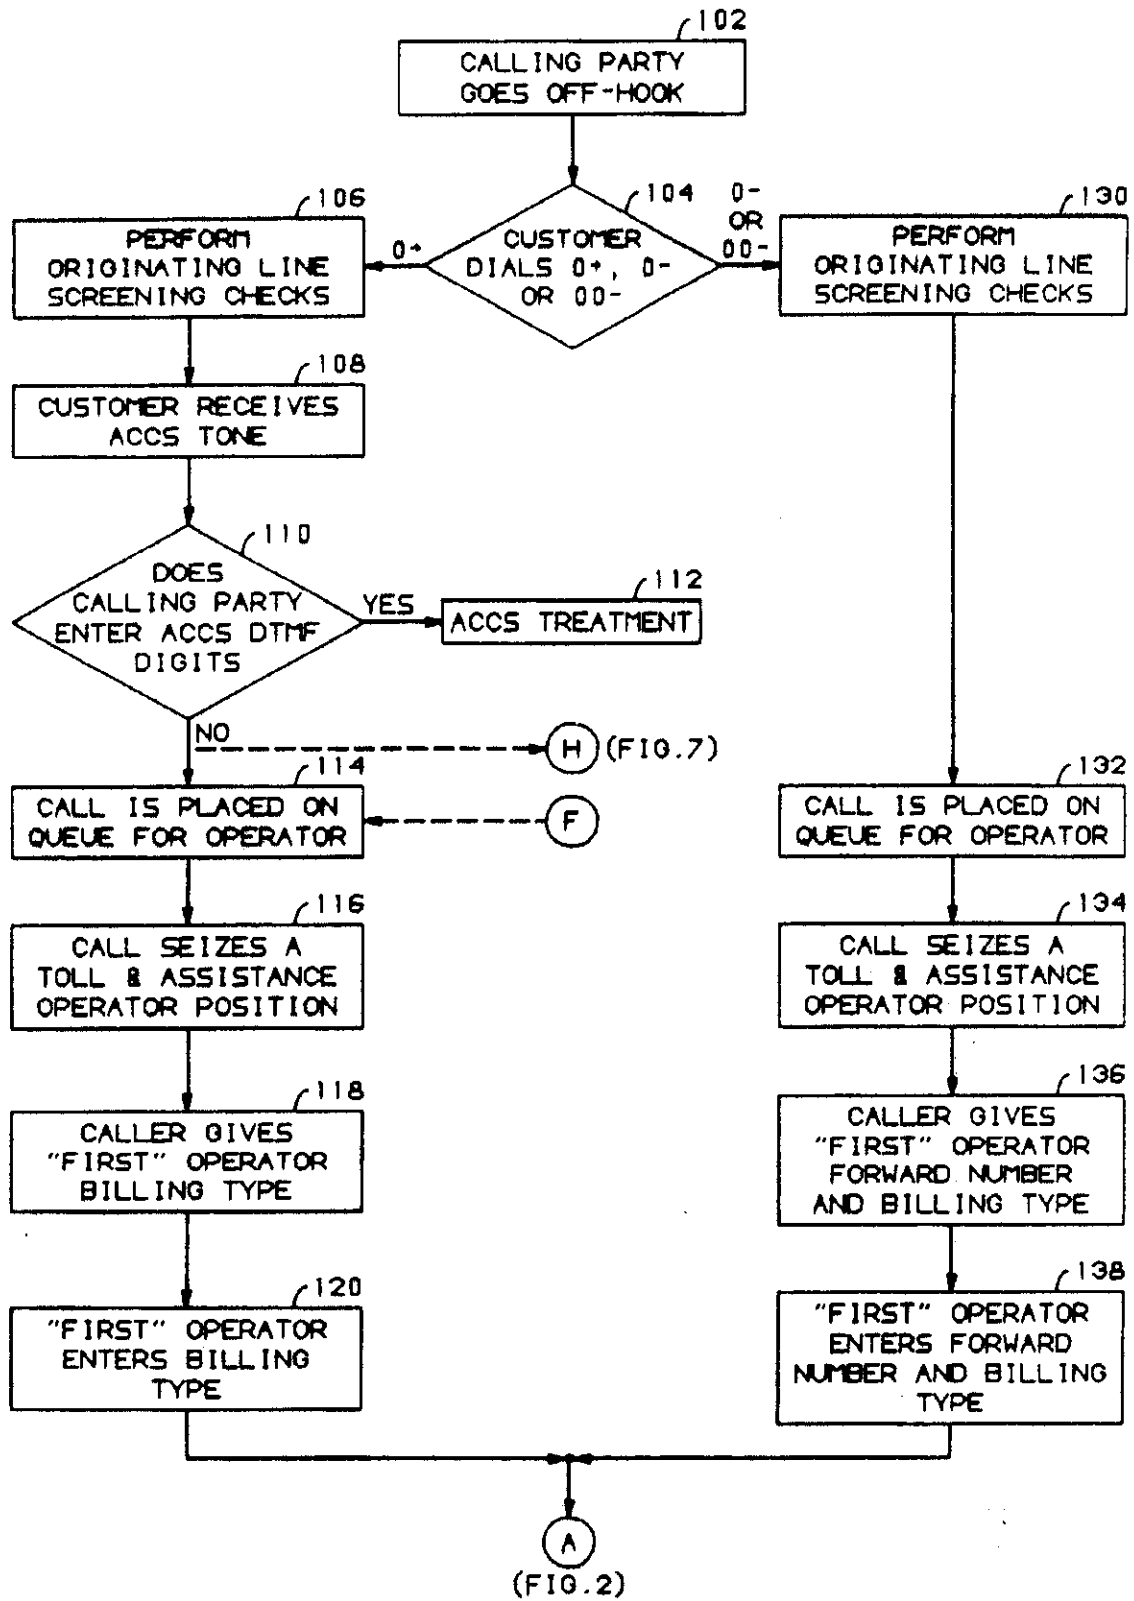 102
CALLING PARTY
GOES OFF-HOOK
104
CUSTOMER
DIALS 0+, 0-
OR 00-
0+
0-
OR
00-
106
PERFORM
ORIGINATING LINE
SCREENING CHECKS
130
PERFORM
ORIGINATING LINE
SCREENING CHECKS
108
CUSTOMER RECEIVES
ACCS TONE
110
DOES
CALLING PARTY
ENTER ACCS DTMF
DIGITS
YES
112
ACCS TREATMENT
NO
H (FIG.7)
114
CALL IS PLACED ON
QUEUE FOR OPERATOR
F
132
CALL IS PLACED ON
QUEUE FOR OPERATOR
116
CALL SEIZES A
TOLL & ASSISTANCE
OPERATOR POSITION
134
CALL SEIZES A
TOLL & ASSISTANCE
OPERATOR POSITION
118
CALLER GIVES
"FIRST" OPERATOR
BILLING TYPE
136
CALLER GIVES
"FIRST" OPERATOR
FORWARD NUMBER
AND BILLING TYPE
120
"FIRST" OPERATOR
ENTERS BILLING
TYPE
138
"FIRST" OPERATOR
ENTERS FORWARD
NUMBER AND BILLING
TYPE
A
(FIG.2)